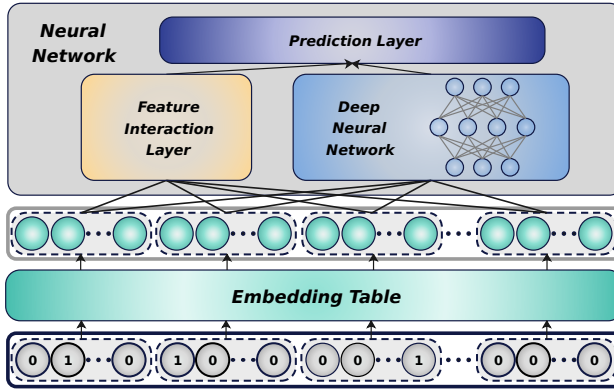 Neural
Network
Prediction Layer
Feature
Interaction
Layer
Deep
Neural
Network
Embedding Table
0 1 ... 0 1 0 ... 0 0 0 ... 1 ... 0 0 ... 0